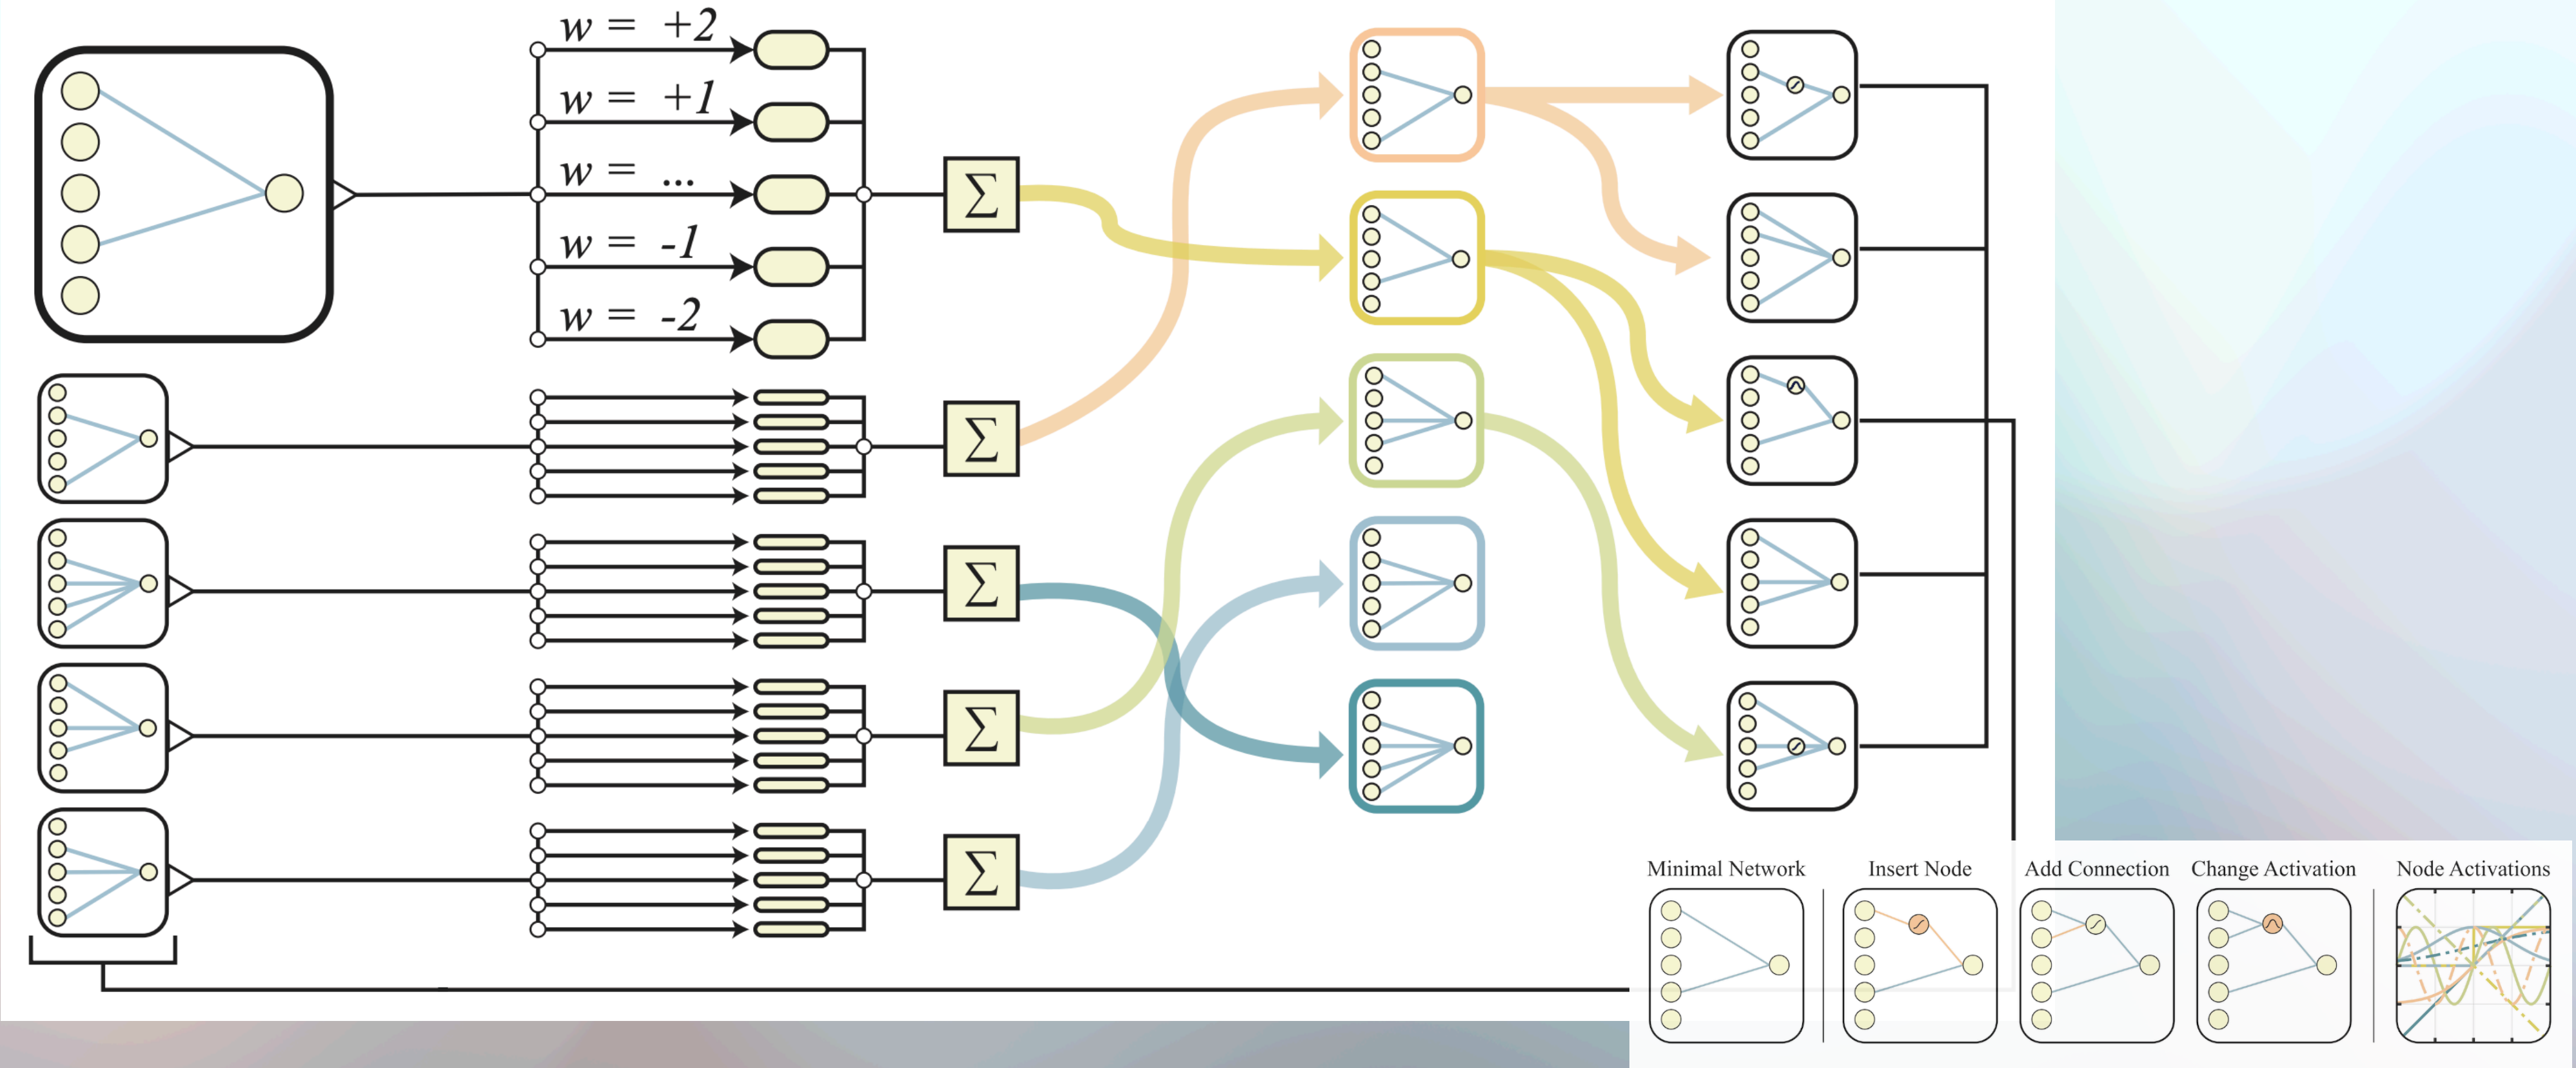 w = +2
w = +1
w = ...
w = -1
w = -2
Σ
Σ
Σ
Σ
Σ
Minimal Network
Insert Node
Add Connection
Change Activation
Node Activations